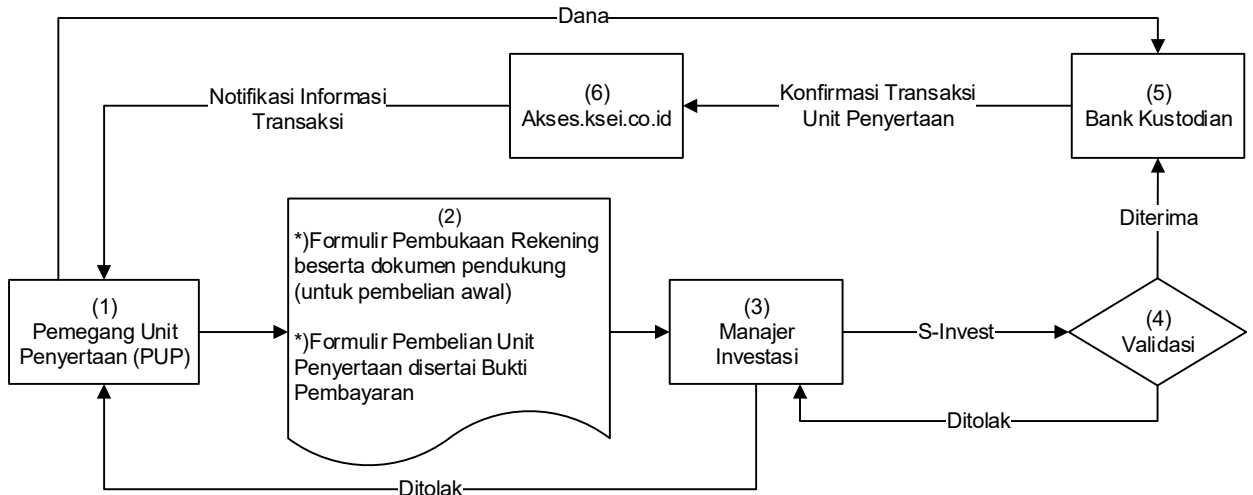 Dana
(6)
Akses.ksei.co.id
(5)
Bank Kustodian
Notifikasi Informasi
Transaksi
Konfirmasi Transaksi
Unit Penyertaan
(2)
*)Formulir Pembukaan Rekening
beserta dokumen pendukung
(untuk pembelian awal)
*)Formulir Pembelian Unit
Penyertaan disertai Bukti
Pembayaran
Diterima
(1)
Pemegang Unit
Penyertaan (PUP)
(3)
Manajer
Investasi
S-Invest
(4)
Validasi
Ditolak
Ditolak